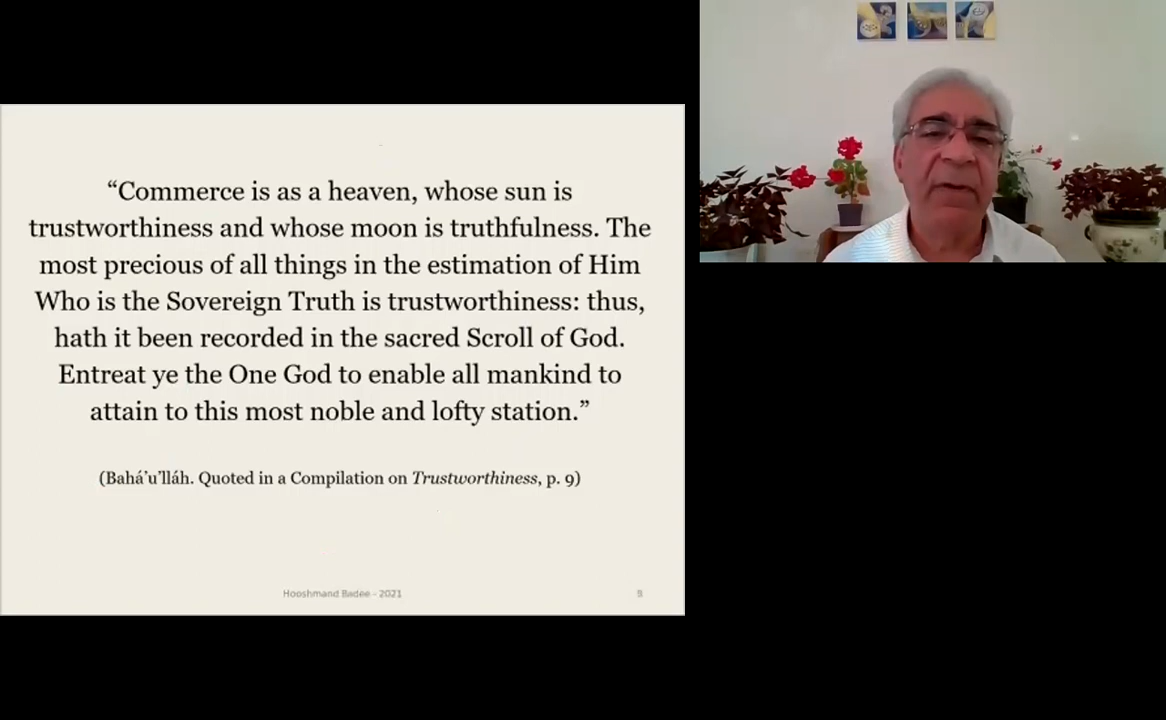 “Commerce is as a heaven, whose sun is
trustworthiness and whose moon is truthfulness. The
most precious of all things in the estimation of Him
Who is the Sovereign Truth is trustworthiness: thus,
hath it been recorded in the sacred Scroll of God.
Entreat ye the One God to enable all mankind to
attain to this most noble and lofty station.”
(Bahá’u’lláh. Quoted in a Compilation on Trustworthiness, p. 9)
Hooshmand Badee - 2021